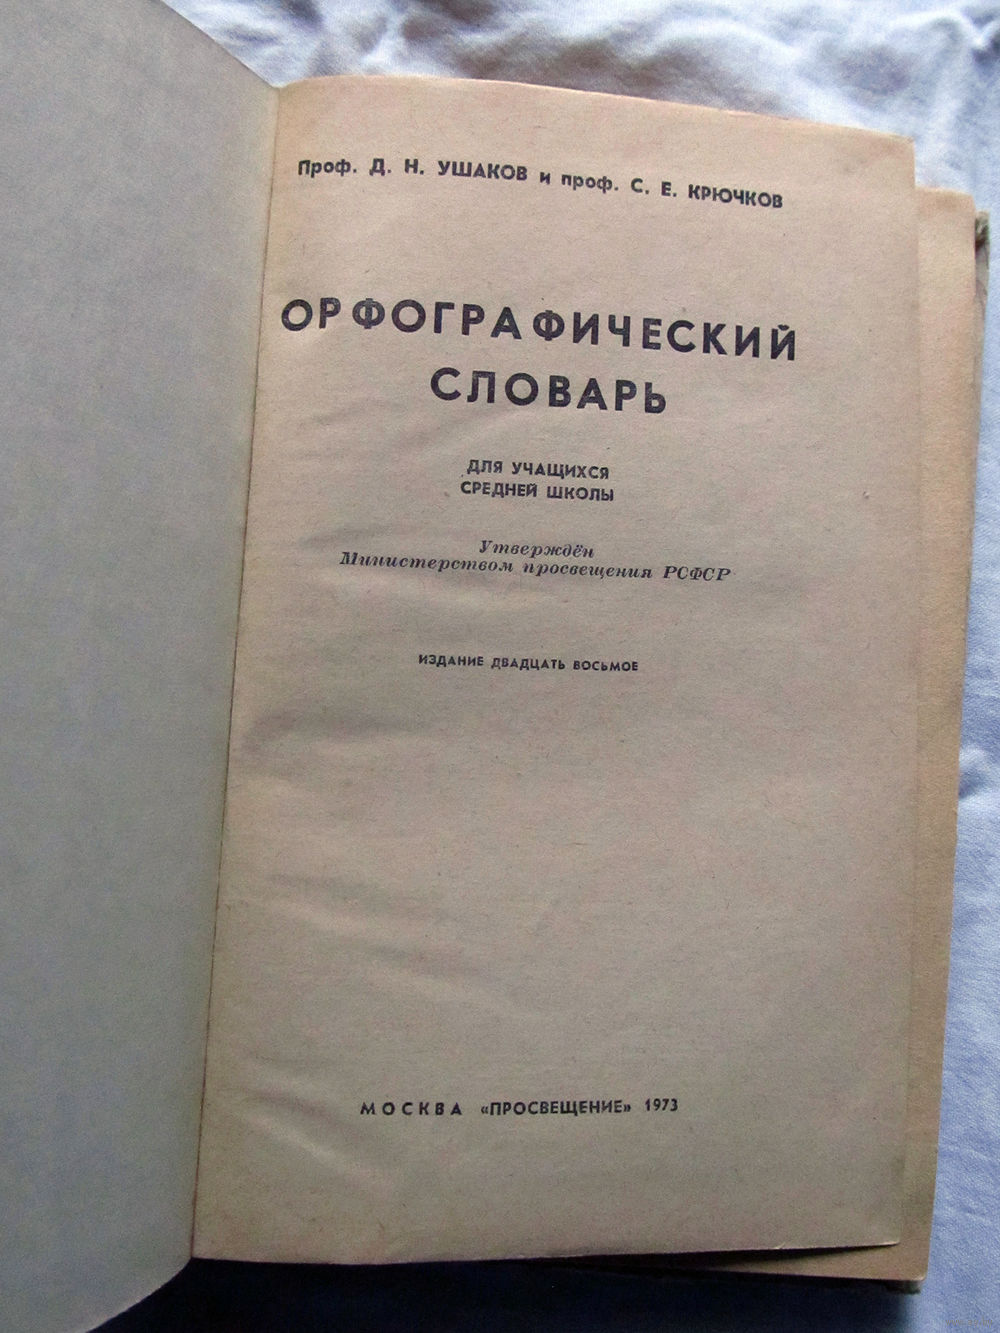 Проф. Д. Н. УШАКОВ и проф. С. Е. КРЮЧКОВ
ОРФОГРАФИЧЕСКИЙ
СЛОВАРЬ
ДЛЯ УЧАЩИХСЯ
СРЕДНЕЙ ШКОЛЫ
Утверждён
Министерством просвещения РСФСР
ИЗДАНИЕ ДВАДЦАТЬ ВОСЬМОЕ
МОСКВА «ПРОСВЕЩЕНИЕ» 1973